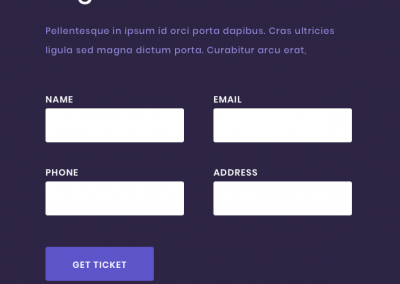 Pellentesque in ipsum id orci porta dapibus. Cras ultricies
ligula sed magna dictum porta. Curabitur arcu erat,
NAME
EMAIL
PHONE
ADDRESS
GET TICKET